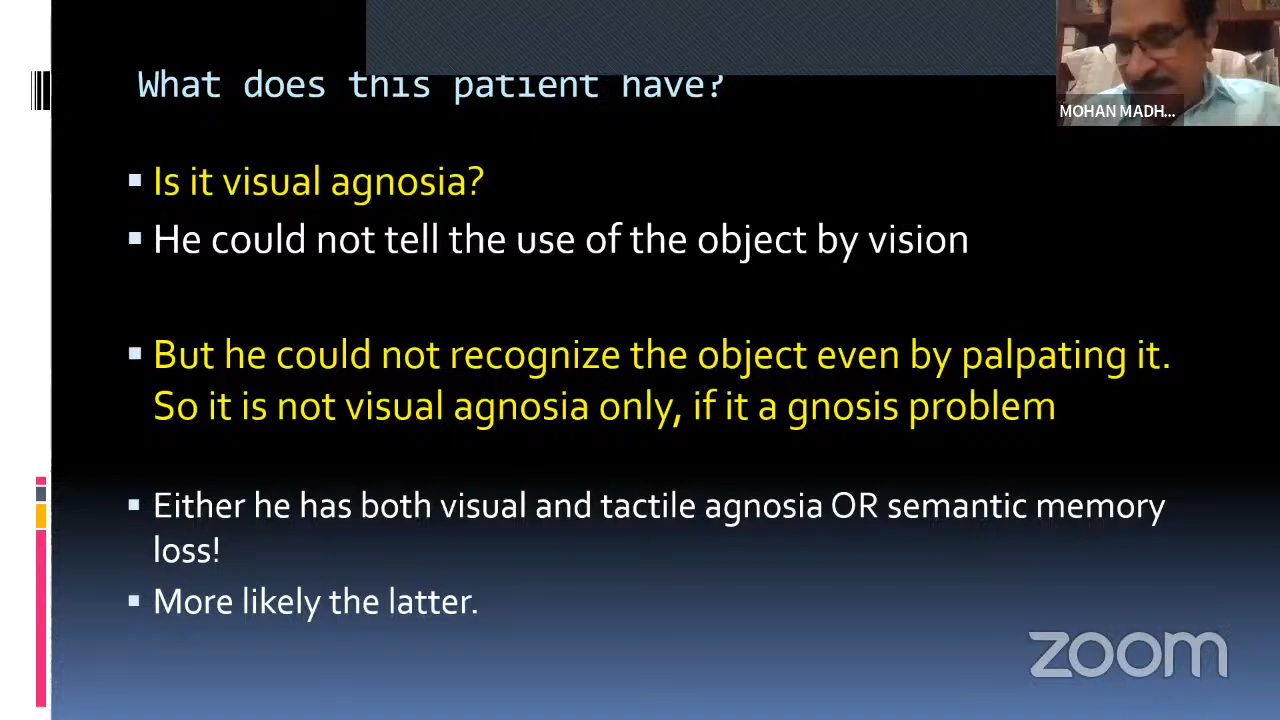 What does this patient have?
MOHAN MADH...
Is it visual agnosia?
He could not tell the use of the object by vision
But he could not recognize the object even by palpating it.
So it is not visual agnosia only, if it a gnosis problem
Either he has both visual and tactile agnosia OR semantic memory
loss!
More likely the latter.
zoom